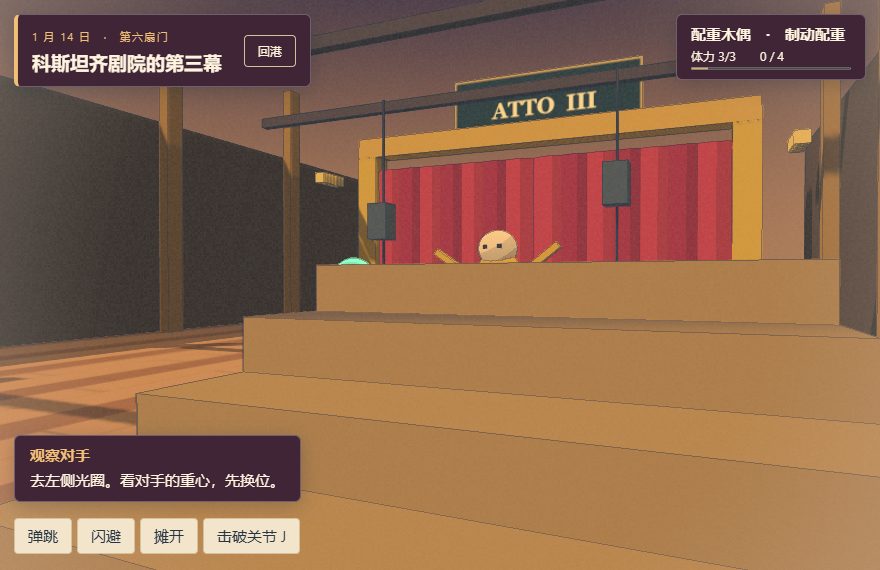 1 月 14 日 · 第六扇门
科斯坦齐剧院的第三幕
回港
配重木偶 · 制动配重
体力 3/3 0 / 4
ATTO III
观察对手
去左侧光圈。看对手的重心，先换位。
弹跳
闪避
摊开
击破关节 J